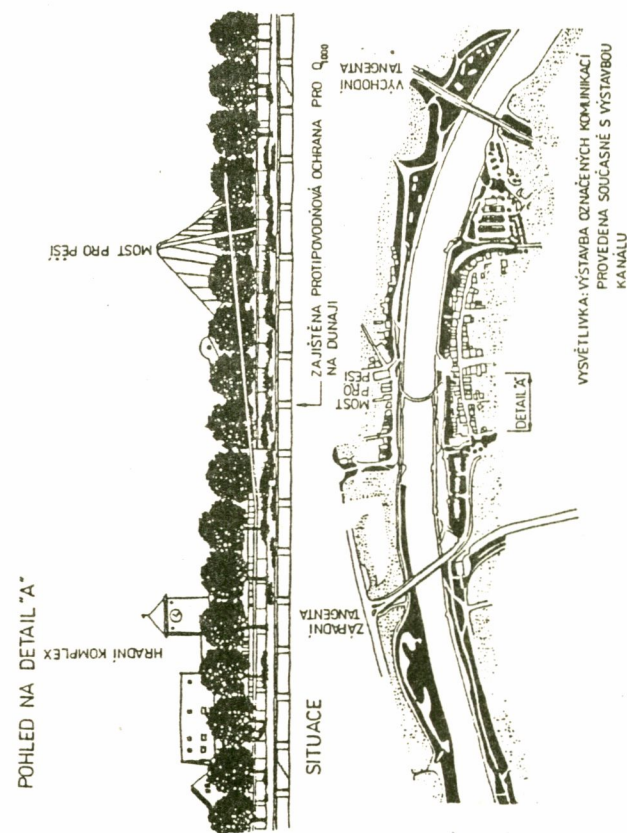 POHLED NA DETAIL "A"
HRADNÍ KOMPLEX
MOST PRO PĚŠÍ
ZAJIŠTĚNA PROTIPOVODŇOVÁ OCHRANA PRO Q1000
NA DUNAJI
SITUACE
ZÁPADNÍ
TANGENTA
MOST
PRO
PĚŠÍ
VÝCHODNÍ
TANGENTA
DETAIL "A"
VYSVĚTLIVKA: VÝSTAVBA OZNAČENÝCH KOMUNIKACÍ
PROVEDENA SOUČASNĚ S VÝSTAVBOU
KANÁLU